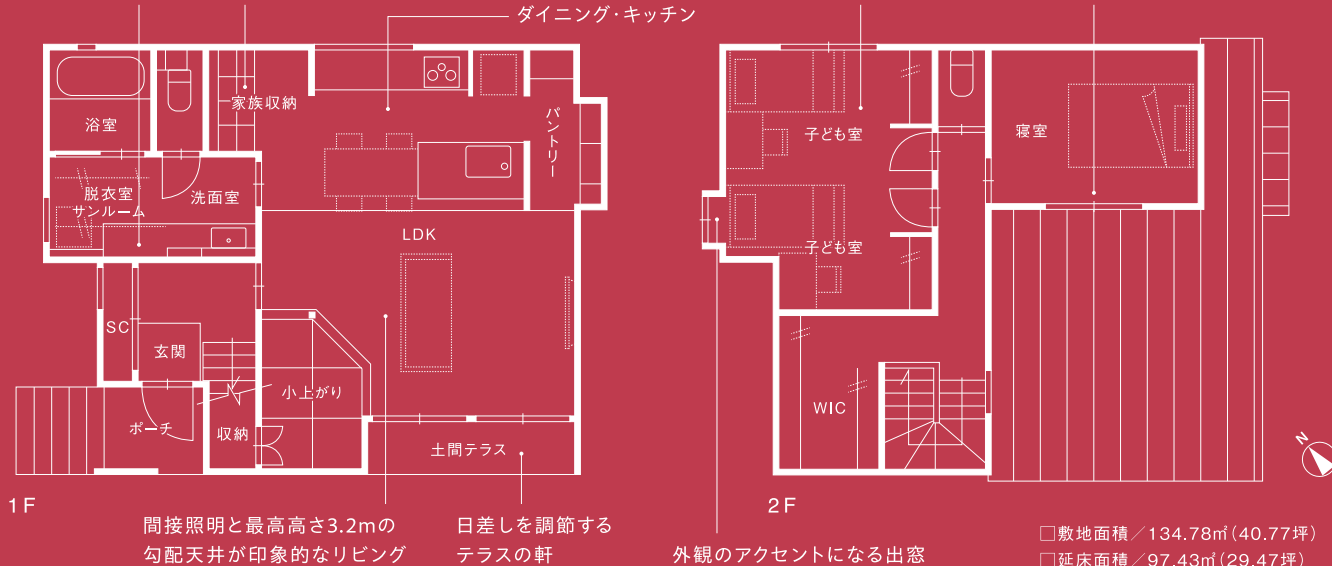 ダイニング・キッチン
浴室
家族収納
パントリー
脱衣室
サンルーム
洗面室
LDK
SC
玄関
小上がり
ポーチ
収納
土間テラス
1F
間接照明と最高高さ3.2mの
勾配天井が印象的なリビング
日差しを調節する
テラスの軒
子ども室
寝室
子ども室
WIC
2F
外観のアクセントになる出窓
N
□敷地面積／134.78㎡(40.77坪)
□延床面積／97.43㎡(29.47坪)